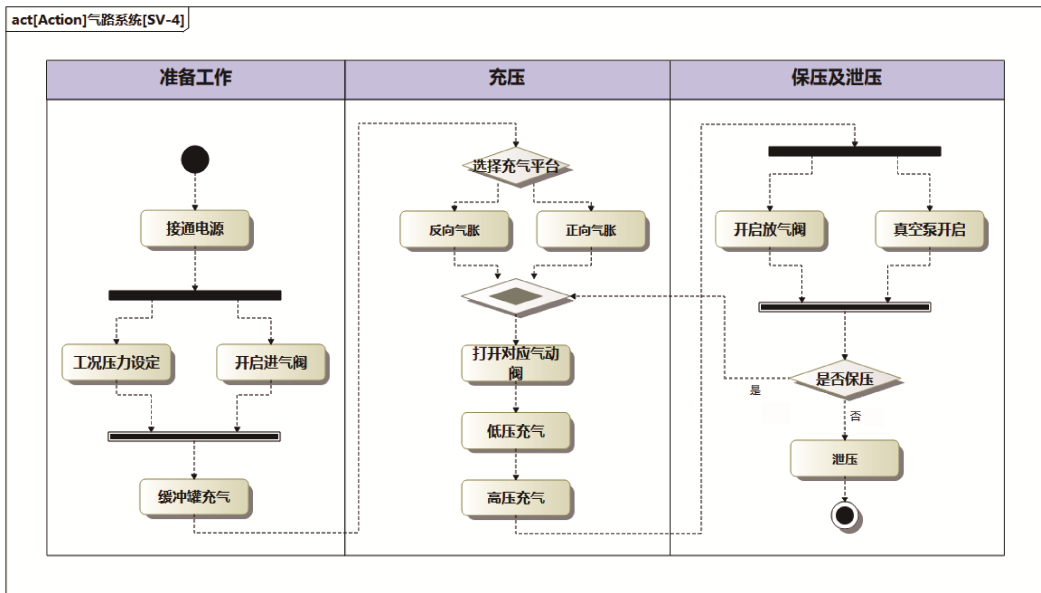 act[Action]气路系统[SV-4]
准备工作
接通电源
工况压力设定
开启进气阀
缓冲罐充气
充压
选择充气平台
反向气胀
正向气胀
打开对应气动
阀
低压充气
高压充气
保压及泄压
开启放气阀
真空泵开启
是否保压
是
否
泄压